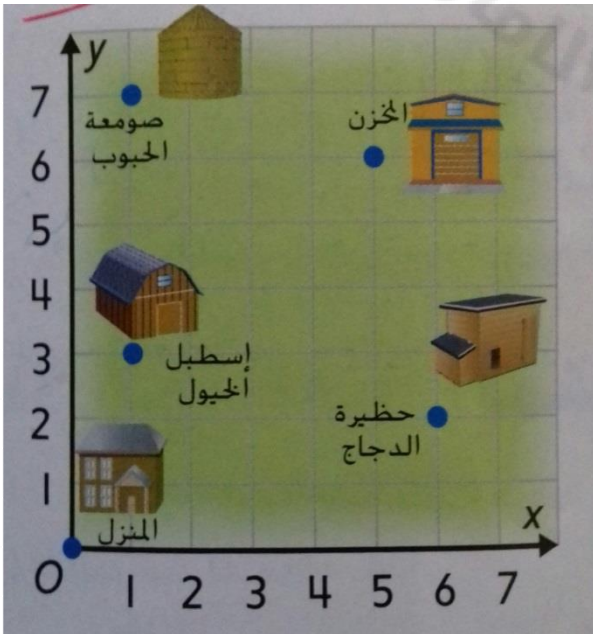 y
7
صومعة
الحبوب
المخزن
6
5
4
3
إسطبل
الخيول
2
حظيرة
الدجاج
1
المنزل
x
0 1 2 3 4 5 6 7